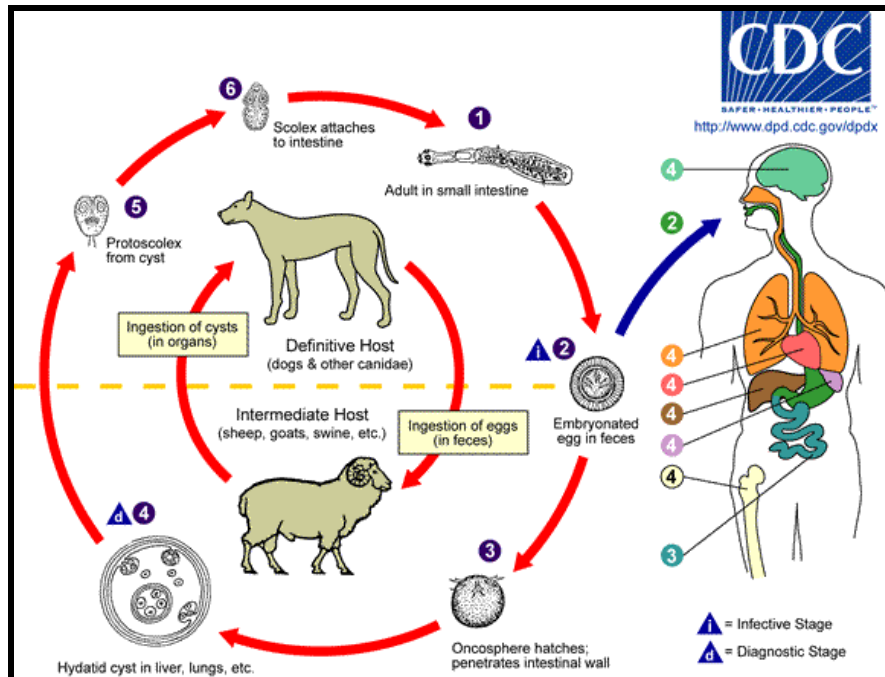 CDC
SAFER • HEALTHIER • PEOPLE™
http://www.dpd.cdc.gov/dpdx
6
Scolex attaches
to intestine
1
Adult in small intestine
5
Protoscolex
from cyst
Ingestion of cysts
(in organs)
Definitive Host
(dogs & other canidae)
i 2
Embryonated
egg in feces
Intermediate Host
(sheep, goats, swine, etc.)
Ingestion of eggs
(in feces)
d 4
Hydatid cyst in liver, lungs, etc.
3
Oncosphere hatches;
penetrates intestinal wall
4
2
4
4
4
4
4
3
i = Infective Stage
d = Diagnostic Stage